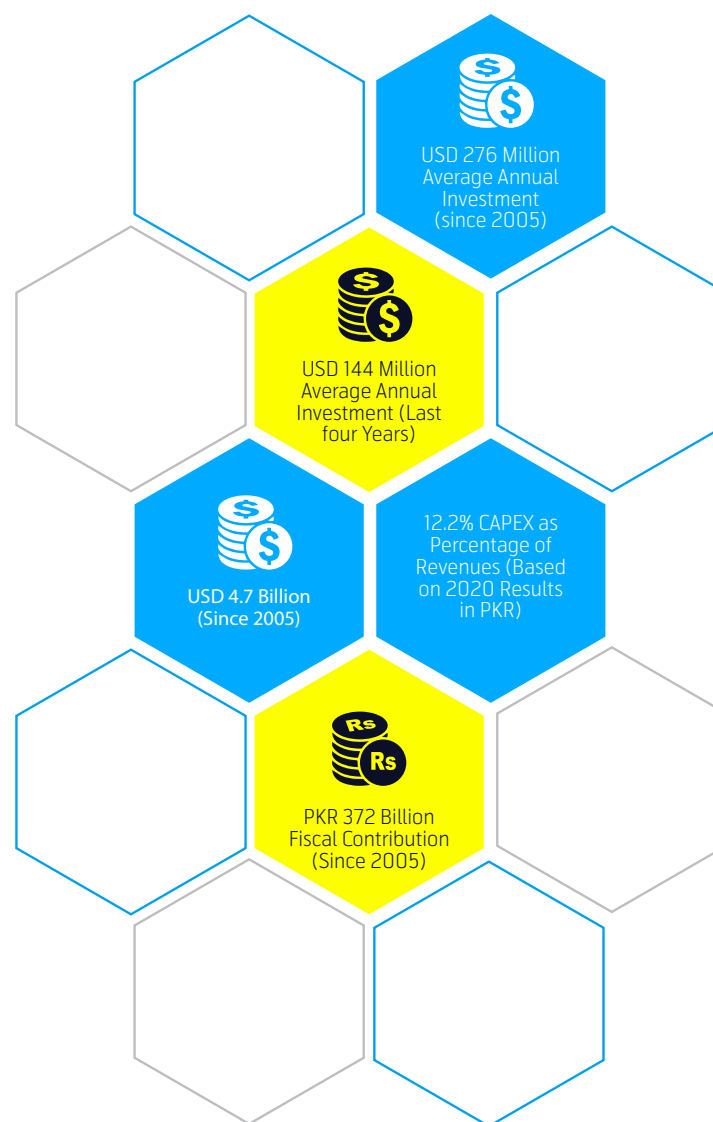 $
$
USD 276 Million
Average Annual
Investment
(since 2005)
$
$
USD 144 Million
Average Annual
Investment (Last
four Years)
$
$
USD 4.7 Billion
(Since 2005)
12.2% CAPEX as
Percentage of
Revenues (Based
on 2020 Results
in PKR)
Rs
Rs
PKR 372 Billion
Fiscal Contribution
(Since 2005)